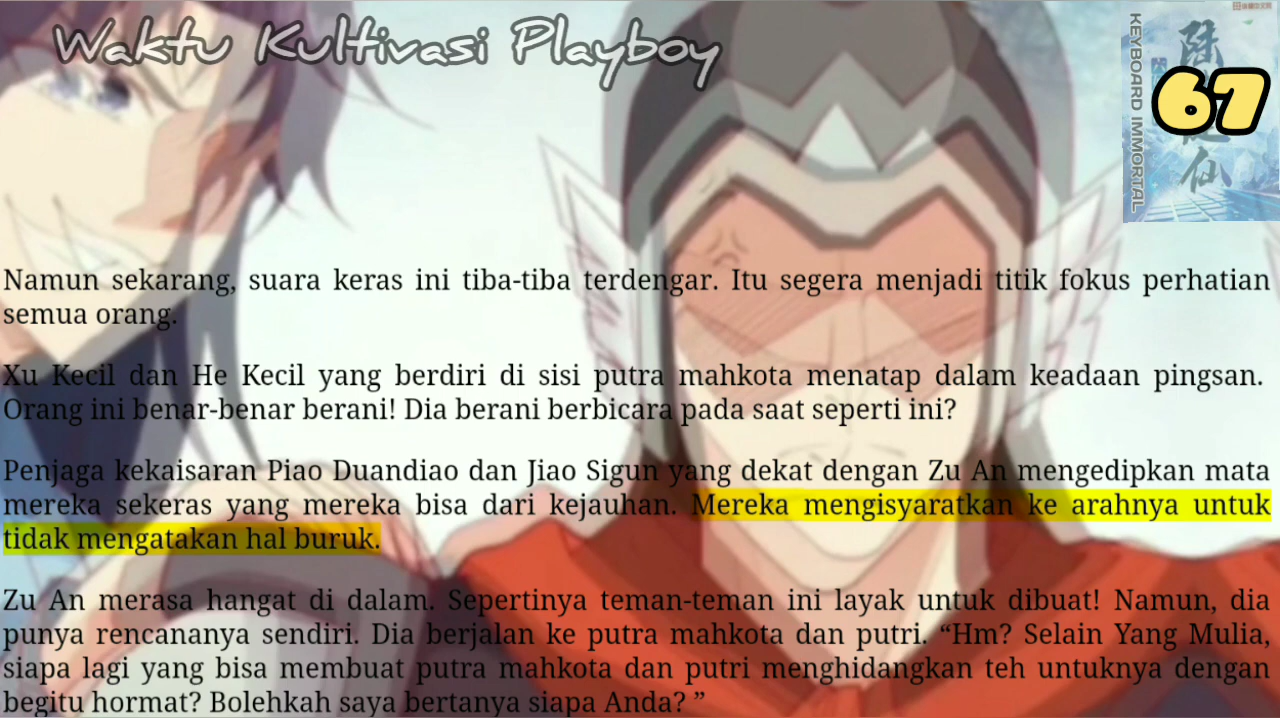 Waktu Kultivasi Playboy
KEYBOARD IMMORTAL
67
Namun sekarang, suara keras ini tiba-tiba terdengar. Itu segera menjadi titik fokus perhatian
semua orang.
Xu Kecil dan He Kecil yang berdiri di sisi putra mahkota menatap dalam keadaan pingsan.
Orang ini benar-benar berani! Dia berani berbicara pada saat seperti ini?
Penjaga kekaisaran Piao Duandiao dan Jiao Sigun yang dekat dengan Zu An mengedipkan mata
mereka sekeras yang mereka bisa dari kejauhan. Mereka mengisyaratkan ke arahnya untuk
tidak mengatakan hal buruk.
Zu An merasa hangat di dalam. Sepertinya teman-teman ini layak untuk dibuat! Namun, dia
punya rencananya sendiri. Dia berjalan ke putra mahkota dan putri. “Hm? Selain Yang Mulia,
siapa lagi yang bisa membuat putra mahkota dan putri menghidangkan teh untuknya dengan
begitu hormat? Bolehkah saya bertanya siapa Anda? ”